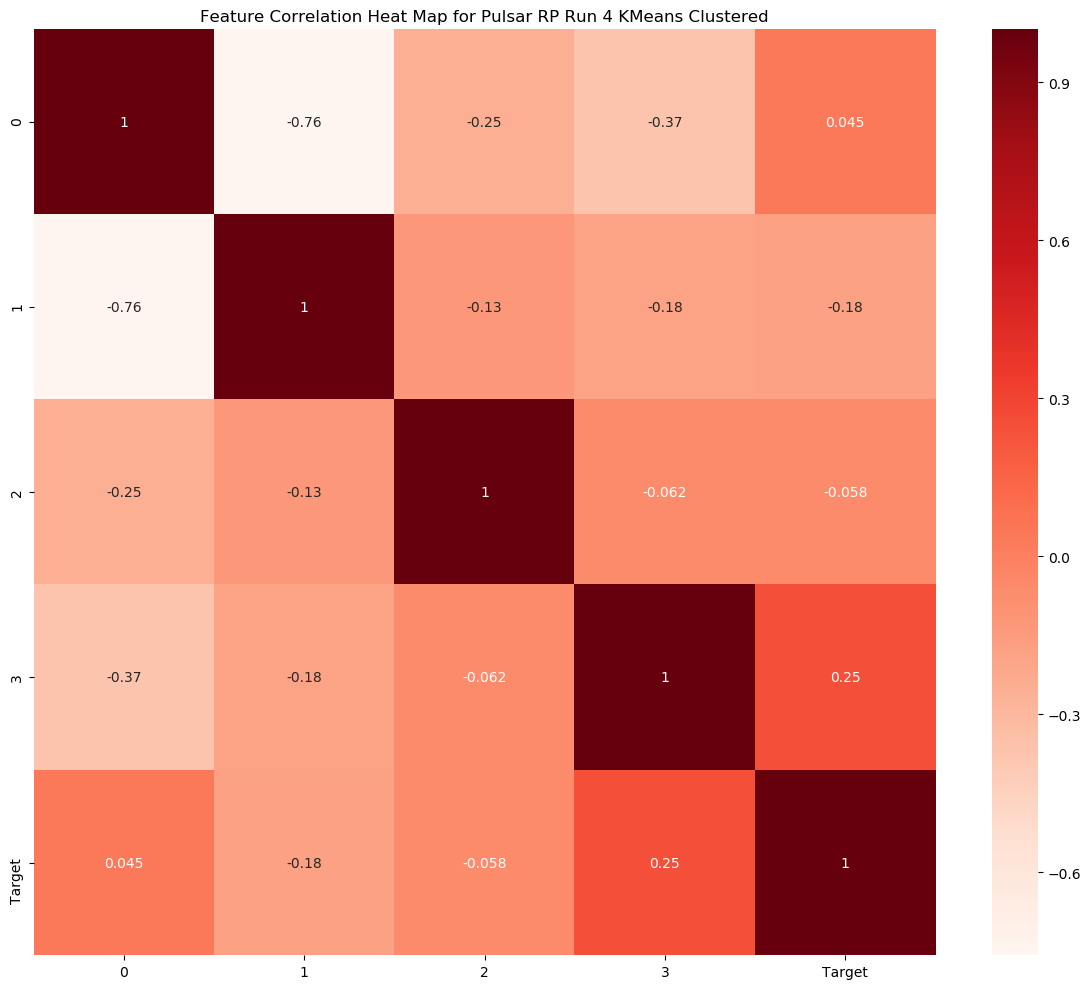 Feature Correlation Heat Map for Pulsar RP Run 4 KMeans Clustered
0 1 -0.76 -0.25 -0.37 0.045
1 -0.76 1 -0.13 -0.18 -0.18
2 -0.25 -0.13 1 -0.062 -0.058
3 -0.37 -0.18 -0.062 1 0.25
Target 0.045 -0.18 -0.058 0.25 1
0 1 2 3 Target
0.9
0.6
0.3
0.0
−0.3
−0.6